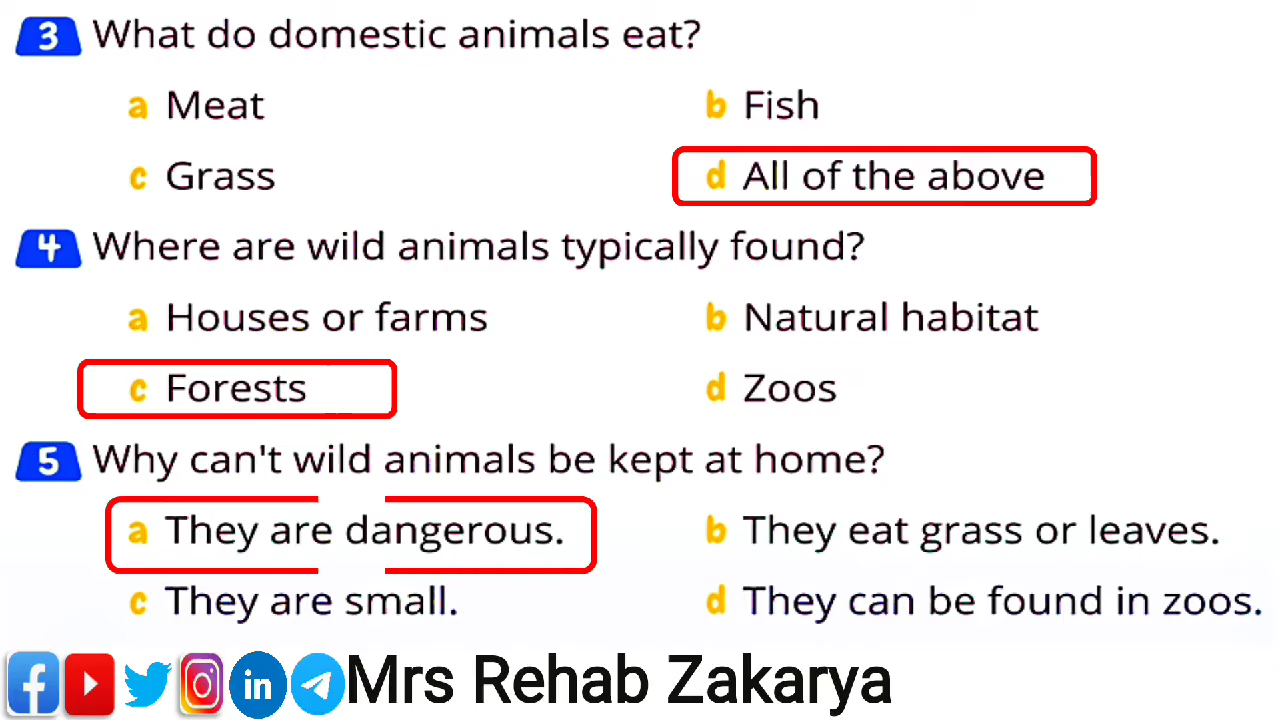 3 What do domestic animals eat?
a Meat b Fish
c Grass d All of the above
4 Where are wild animals typically found?
a Houses or farms b Natural habitat
c Forests d Zoos
5 Why can't wild animals be kept at home?
a They are dangerous. b They eat grass or leaves.
c They are small. d They can be found in zoos.
Mrs Rehab Zakarya